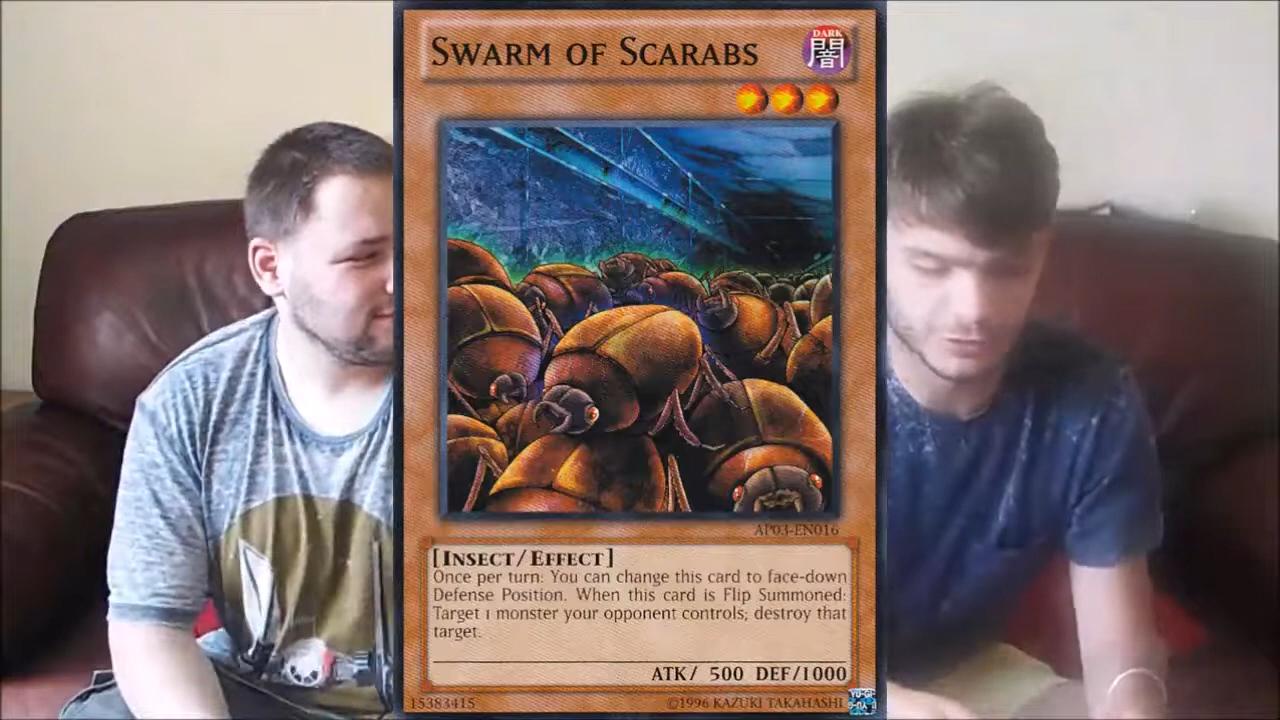 SWARM OF SCARABS
DARK
闇
AP03-EN016
[INSECT/EFFECT]
Once per turn: You can change this card to face-down
Defense Position. When this card is Flip Summoned:
Target 1 monster your opponent controls; destroy that
target.
ATK/ 500 DEF/1000
15383415
©1996 KAZUKI TAKAHASHI